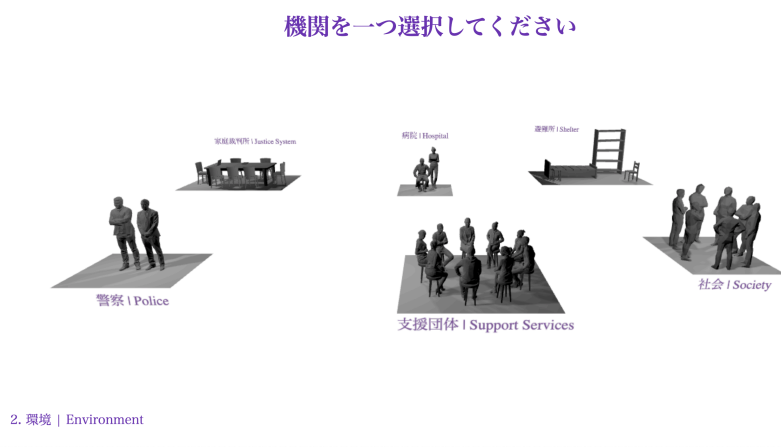 機関を一つ選択してください
家庭裁判所 | Justice System
病院 | Hospital
避難所 | Shelter
警察 | Police
支援団体 | Support Services
社会 | Society
2. 環境 | Environment